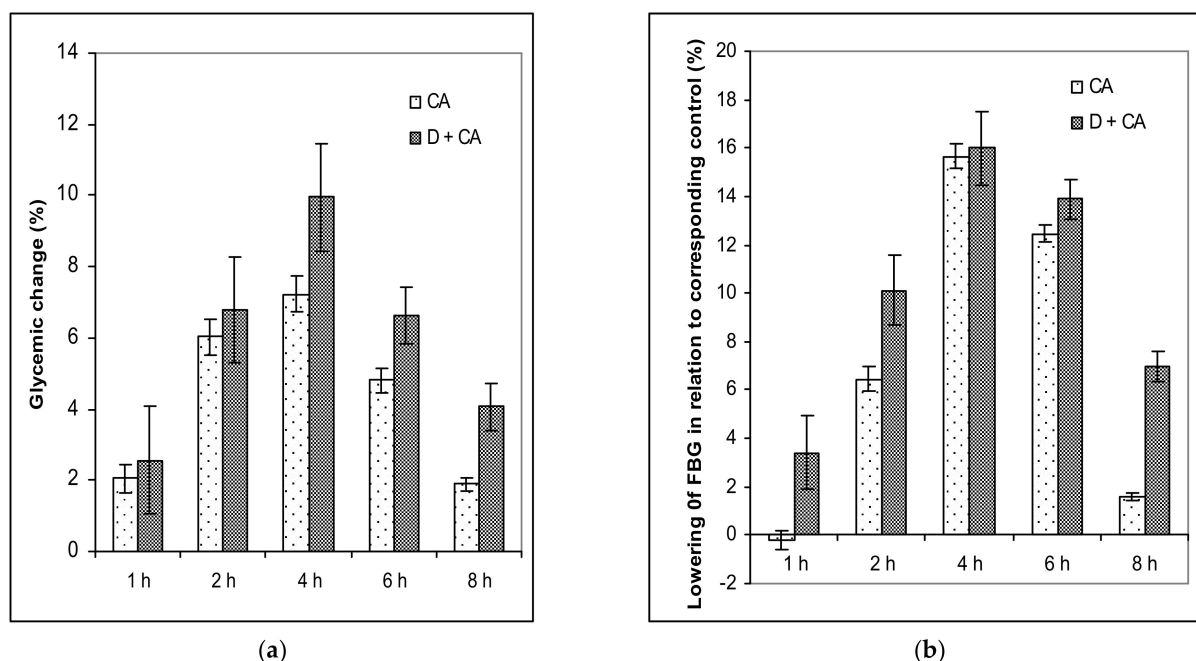 Glycemic change (%)
14
12
10
8
6
4
2
0
CA
D + CA
1 h 2 h 4 h 6 h 8 h
(a)
Lowering 0f FBG in relation to corresponding control (%)
20
18
16
14
12
10
8
6
4
2
0
-2
CA
D + CA
1 h 2 h 4 h 6 h 8 h
(b)